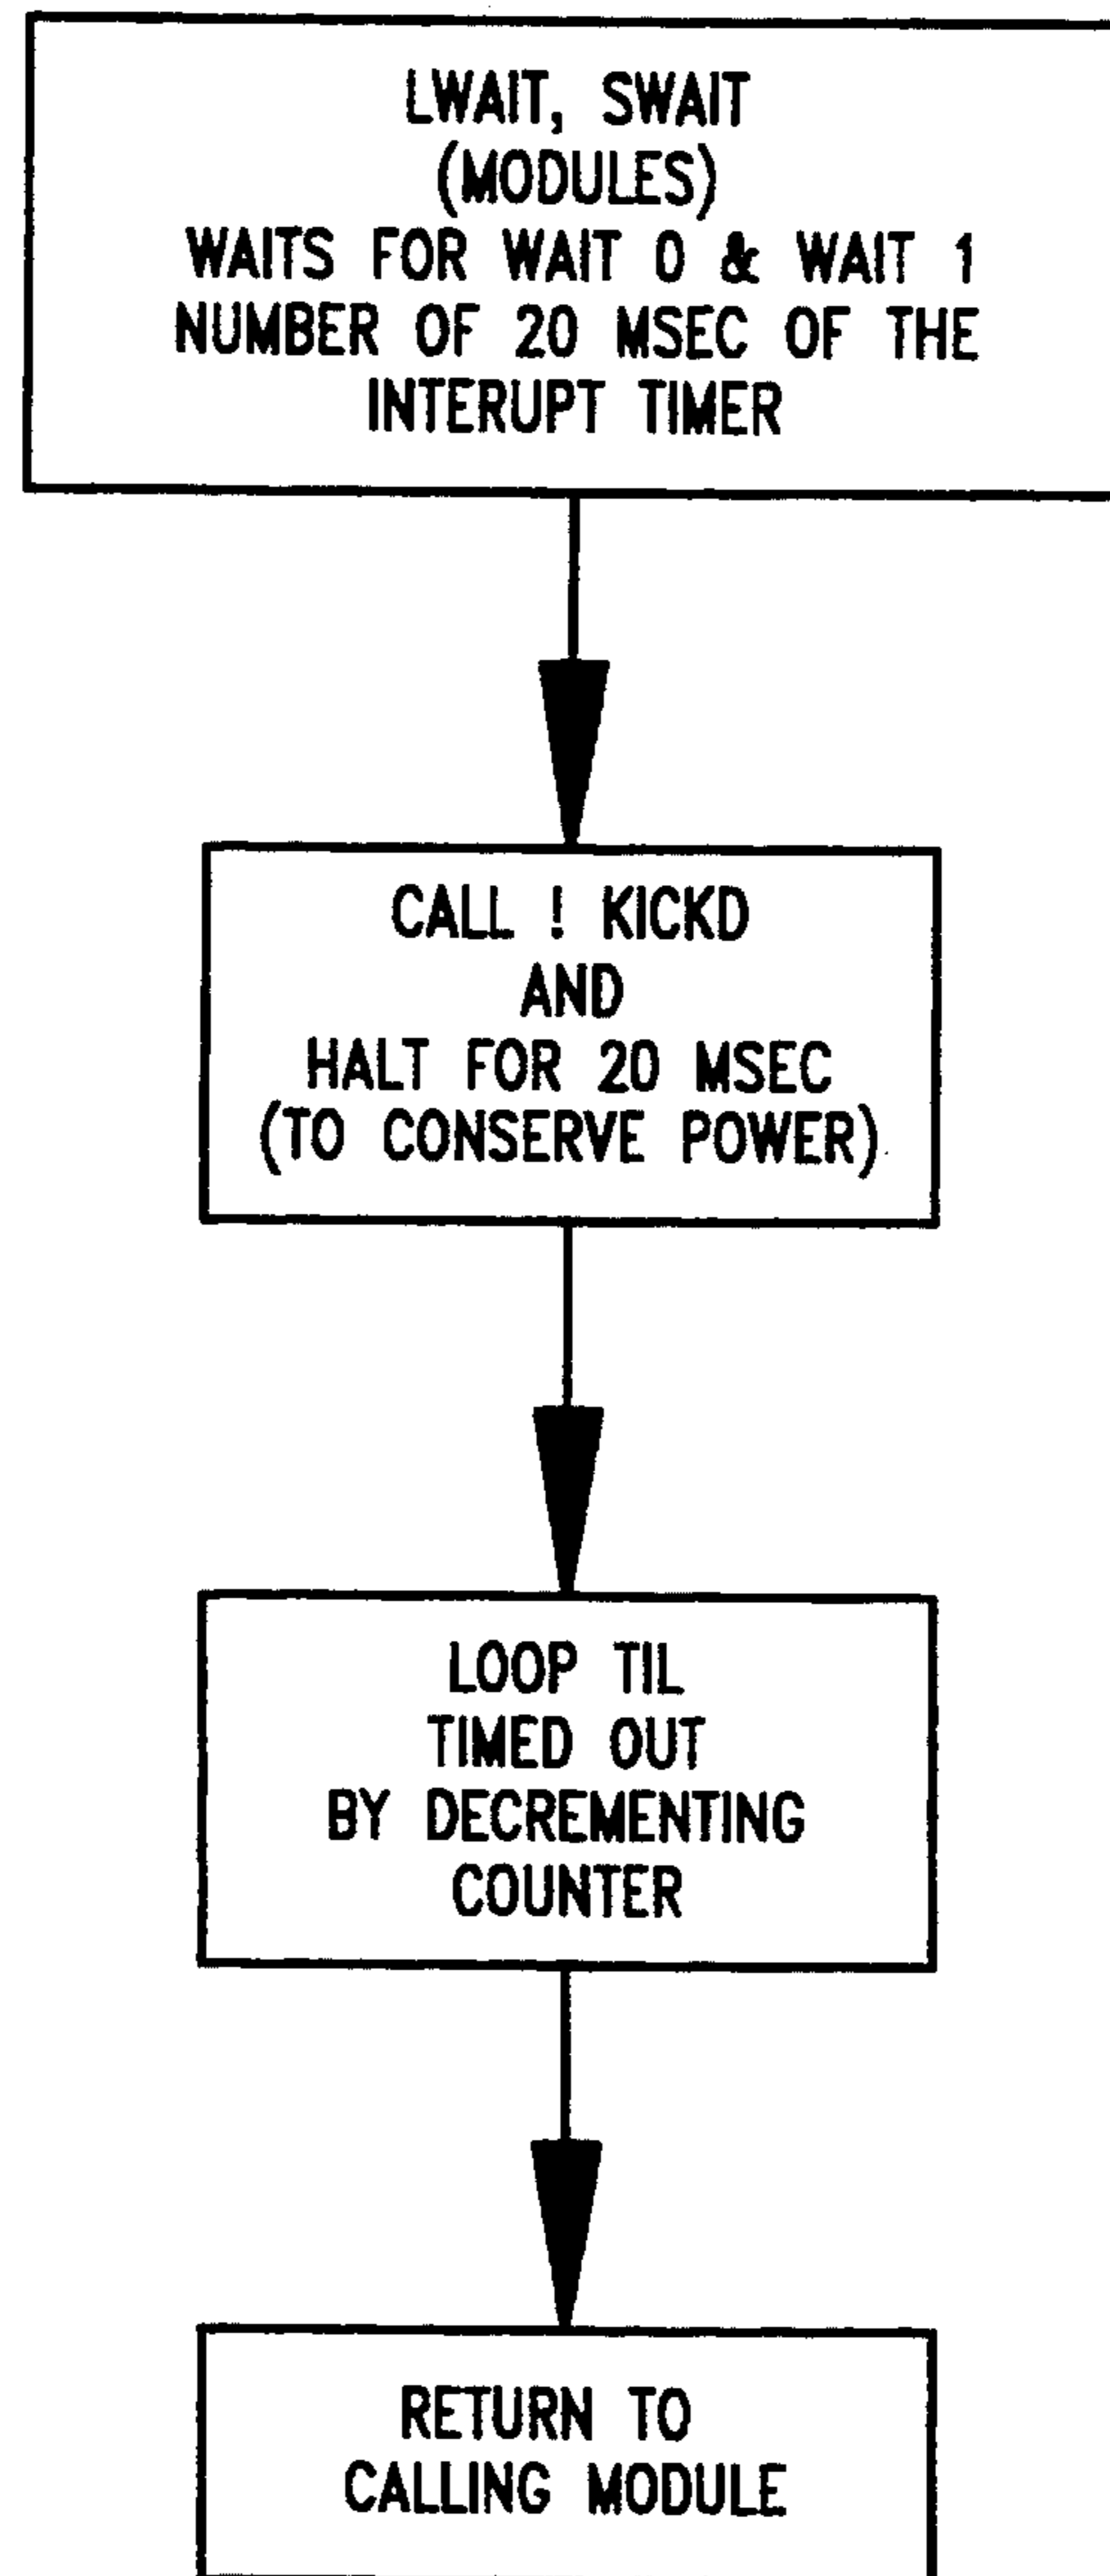 LWAIT, SWAIT
(MODULES)
WAITS FOR WAIT 0 & WAIT 1
NUMBER OF 20 MSEC OF THE
INTERUPT TIMER
CALL ! KICKD
AND
HALT FOR 20 MSEC
(TO CONSERVE POWER)
LOOP TIL
TIMED OUT
BY DECREMENTING
COUNTER
RETURN TO
CALLING MODULE